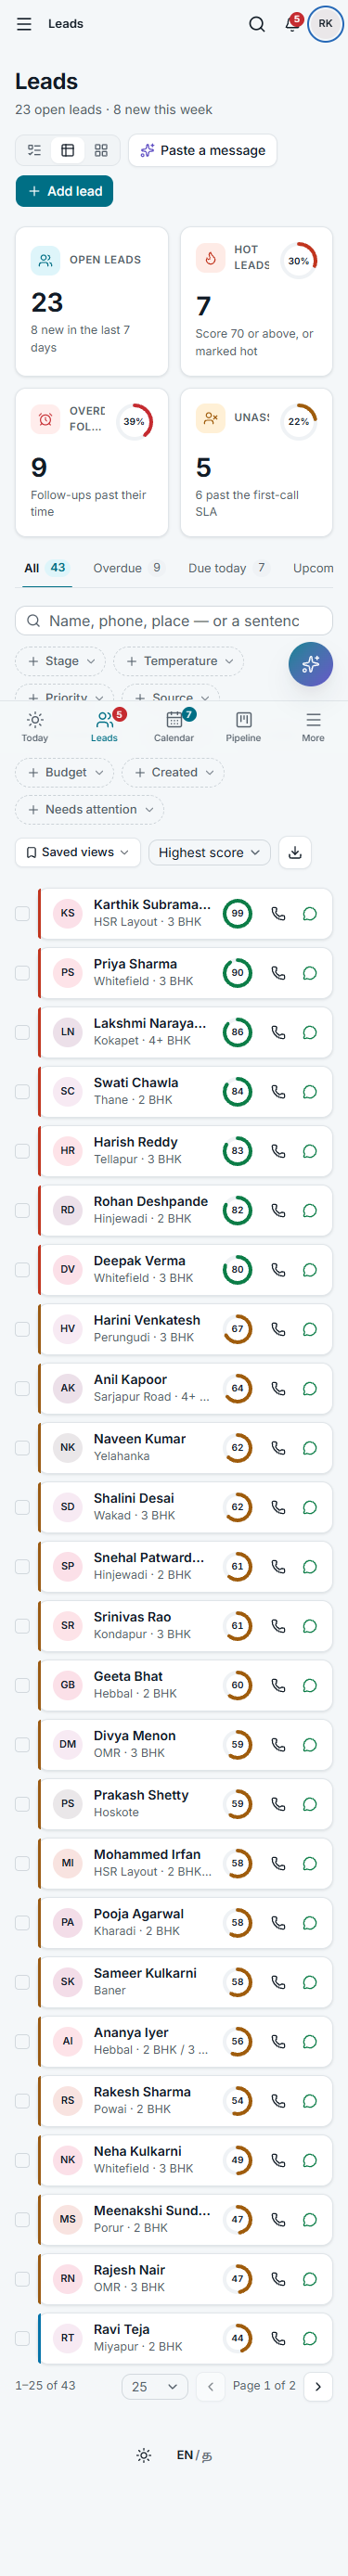 Leads
5
RK
Leads
23 open leads · 8 new this week
Paste a message
Add lead
OPEN LEADS
23
8 new in the last 7
days
HOT
LEADS
30%
7
Score 70 or above, or
marked hot
OVERD
FOL...
39%
9
Follow-ups past their
time
UNAS
22%
5
6 past the first-call
SLA
All 43
Overdue 9
Due today 7
Upcom
Name, phone, place — or a sentenc
Stage
Temperature
Priority
Source
Today
Leads 5
Calendar 7
Pipeline
More
Budget
Created
Needs attention
Saved views
Highest score
KS Karthik Subrama... 99
HSR Layout · 3 BHK
PS Priya Sharma 90
Whitefield · 3 BHK
LN Lakshmi Naraya... 86
Kokapet · 4+ BHK
SC Swati Chawla 84
Thane · 2 BHK
HR Harish Reddy 83
Tellapur · 3 BHK
RD Rohan Deshpande 82
Hinjewadi · 2 BHK
DV Deepak Verma 80
Whitefield · 3 BHK
HV Harini Venkatesh 67
Perungudi · 3 BHK
AK Anil Kapoor 64
Sarjapur Road · 4+ ...
NK Naveen Kumar 62
Yelahanka
SD Shalini Desai 62
Wakad · 3 BHK
SP Snehal Patward... 61
Hinjewadi · 2 BHK
SR Srinivas Rao 61
Kondapur · 3 BHK
GB Geeta Bhat 60
Hebbal · 2 BHK
DM Divya Menon 59
OMR · 3 BHK
PS Prakash Shetty 59
Hoskote
MI Mohammed Irfan 58
HSR Layout · 2 BHK...
PA Pooja Agarwal 58
Kharadi · 2 BHK
SK Sameer Kulkarni 58
Baner
AI Ananya Iyer 56
Hebbal · 2 BHK / 3 ...
RS Rakesh Sharma 54
Powai · 2 BHK
NK Neha Kulkarni 49
Whitefield · 3 BHK
MS Meenakshi Sund... 47
Porur · 2 BHK
RN Rajesh Nair 47
OMR · 3 BHK
RT Ravi Teja 44
Miyapur · 2 BHK
1–25 of 43
25
Page 1 of 2
EN / த